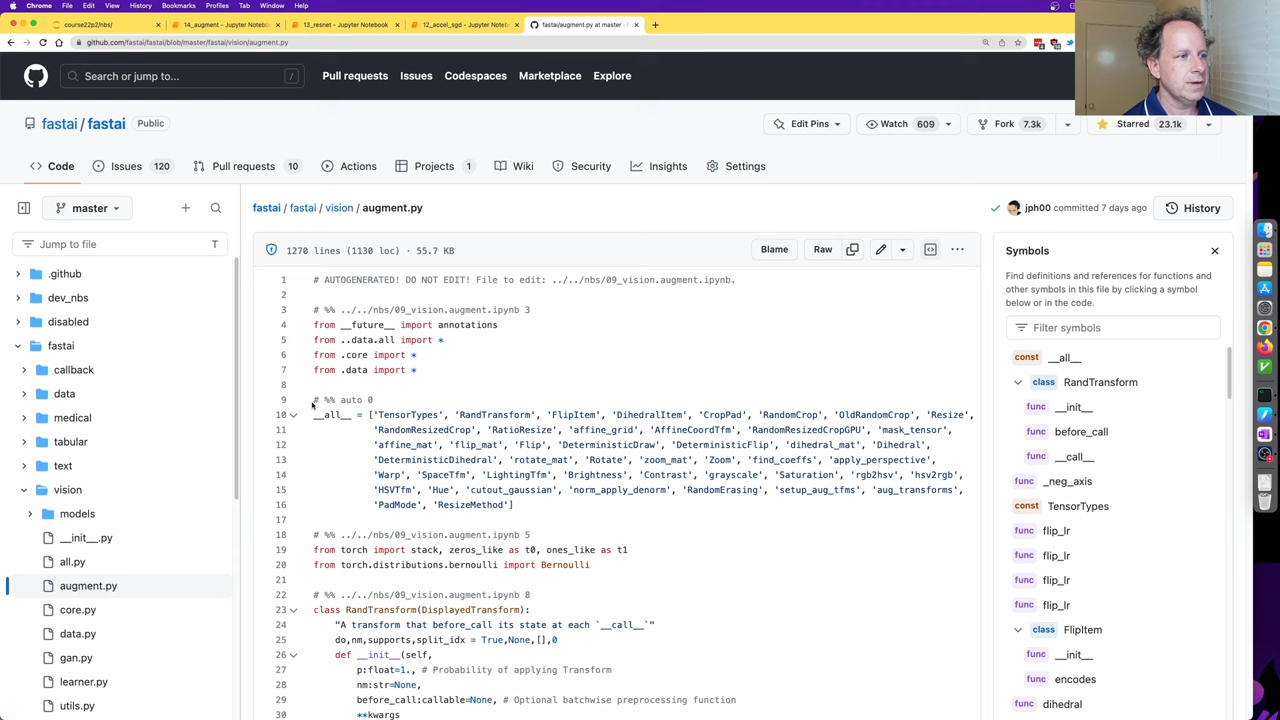 Chrome File Edit View History Bookmarks Profiles Tab Window Help
course22p2/nbs/
14_augment - Jupyter Notebook
13_resnet - Jupyter Notebook
12_accel_sgd - Jupyter Notebook
fastai/augment.py at master
github.com/fastai/fastai/blob/master/fastai/vision/augment.py
Search or jump to... /
Pull requests Issues Codespaces Marketplace Explore
fastai / fastai Public
Edit Pins Watch 609 Fork 7.3k Starred 23.1k
Code Issues 120 Pull requests 10 Actions Projects 1 Wiki Security Insights Settings
master
fastai / fastai / vision / augment.py
jph00 committed 7 days ago History
Jump to file T
1270 lines (1130 loc) · 55.7 KB
Blame Raw
.github
dev_nbs
disabled
fastai
callback
data
medical
tabular
text
vision
models
__init__.py
all.py
augment.py
core.py
data.py
gan.py
learner.py
utils.py
1 # AUTOGENERATED! DO NOT EDIT! File to edit: ../../nbs/09_vision.augment.ipynb.
2
3 # %% ../../nbs/09_vision.augment.ipynb 3
4 from __future__ import annotations
5 from ..data.all import *
6 from .core import *
7 from .data import *
8
9 # %% auto 0
10 __all__ = ['TensorTypes', 'RandTransform', 'FlipItem', 'DihedralItem', 'CropPad', 'RandomCrop', 'OldRandomCrop', 'Resize',
11 'RandomResizedCrop', 'RatioResize', 'affine_grid', 'AffineCoordTfm', 'RandomResizedCropGPU', 'mask_tensor',
12 'affine_mat', 'flip_mat', 'Flip', 'DeterministicDraw', 'DeterministicFlip', 'dihedral_mat', 'Dihedral',
13 'DeterministicDihedral', 'rotate_mat', 'Rotate', 'zoom_mat', 'Zoom', 'find_coeffs', 'apply_perspective',
14 'Warp', 'SpaceTfm', 'LightingTfm', 'Brightness', 'Contrast', 'grayscale', 'Saturation', 'rgb2hsv', 'hsv2rgb',
15 'HSVTfm', 'Hue', 'cutout_gaussian', 'norm_apply_denorm', 'RandomErasing', 'setup_aug_tfms', 'aug_transforms',
16 'PadMode', 'ResizeMethod']
17
18 # %% ../../nbs/09_vision.augment.ipynb 5
19 from torch import stack, zeros_like as t0, ones_like as t1
20 from torch.distributions.bernoulli import Bernoulli
21
22 # %% ../../nbs/09_vision.augment.ipynb 8
23 class RandTransform(DisplayedTransform):
24 "A transform that before_call its state at each `__call__`"
25 do,nm,supports,split_idx = True,None,[],0
26 def __init__(self,
27 p:float=1., # Probability of applying Transform
28 nm:str=None,
29 before_call:callable=None, # Optional batchwise preprocessing function
30 **kwargs
Symbols
Find definitions and references for functions and
other symbols in this file by clicking a symbol
below or in the code.
Filter symbols
const __all__
class RandTransform
func __init__
func before_call
func __call__
func _neg_axis
const TensorTypes
func flip_lr
func flip_lr
func flip_lr
func flip_lr
class FlipItem
func __init__
func encodes
func dihedral